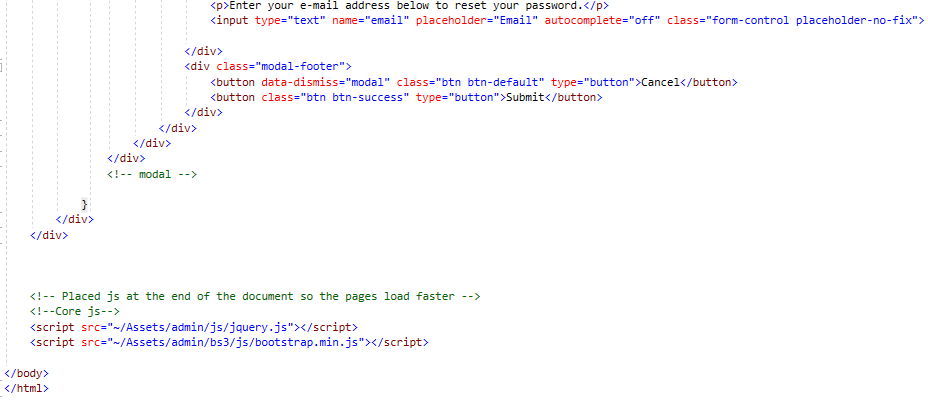 <p>Enter your e-mail address below to reset your password.</p>
<input type="text" name="email" placeholder="Email" autocomplete="off" class="form-control placeholder-no-fix">
</div>
<div class="modal-footer">
<button data-dismiss="modal" class="btn btn-default" type="button">Cancel</button>
<button class="btn btn-success" type="button">Submit</button>
</div>
</div>
</div>
</div>
<!-- modal -->
}
</div>
</div>
<!-- Placed js at the end of the document so the pages load faster -->
<!--Core js-->
<script src="~/Assets/admin/js/jquery.js"></script>
<script src="~/Assets/admin/bs3/js/bootstrap.min.js"></script>
</body>
</html>